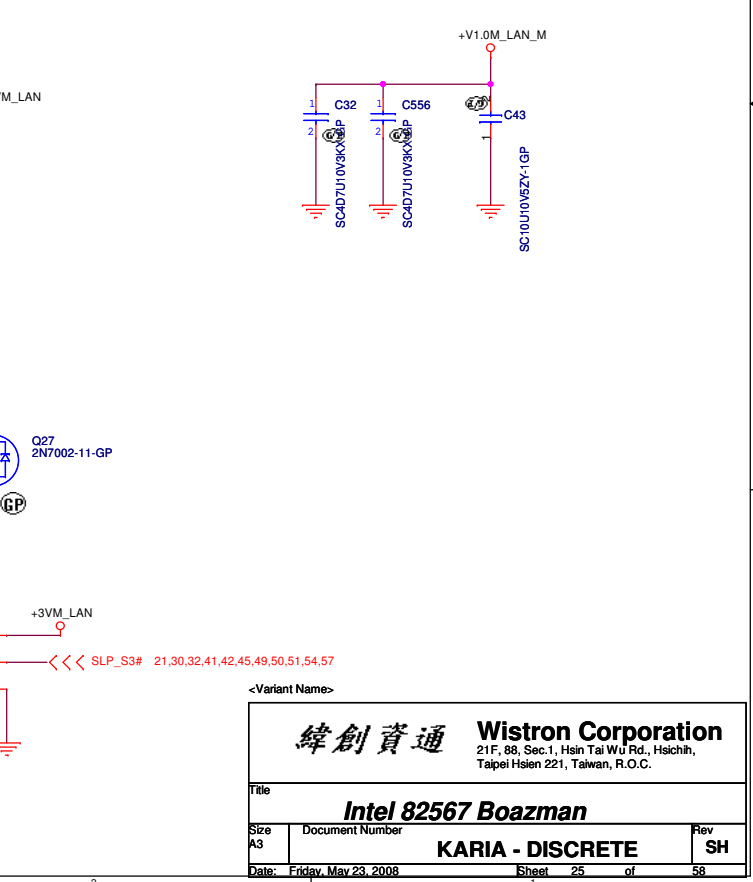 +V1.0M_LAN_M
VM_LAN
1 C32
1 C556
C43
2
2
1
SC4D7U10V3KX-GP
SC4D7U10V3KX-GP
SC10U10V5ZY-1GP
Q27
2N7002-11-GP
GP
+3VM_LAN
SLP_S3# 21,30,32,41,42,45,49,50,51,54,57
<Variant Name>
緯創資通
Wistron Corporation
21F, 88, Sec.1, Hsin Tai Wu Rd., Hsichih,
Taipei Hsien 221, Taiwan, R.O.C.
Title
Intel 82567 Boazman
Size Document Number Rev
A3 KARIA - DISCRETE SH
Date: Friday, May 23, 2008 Sheet 25 of 58